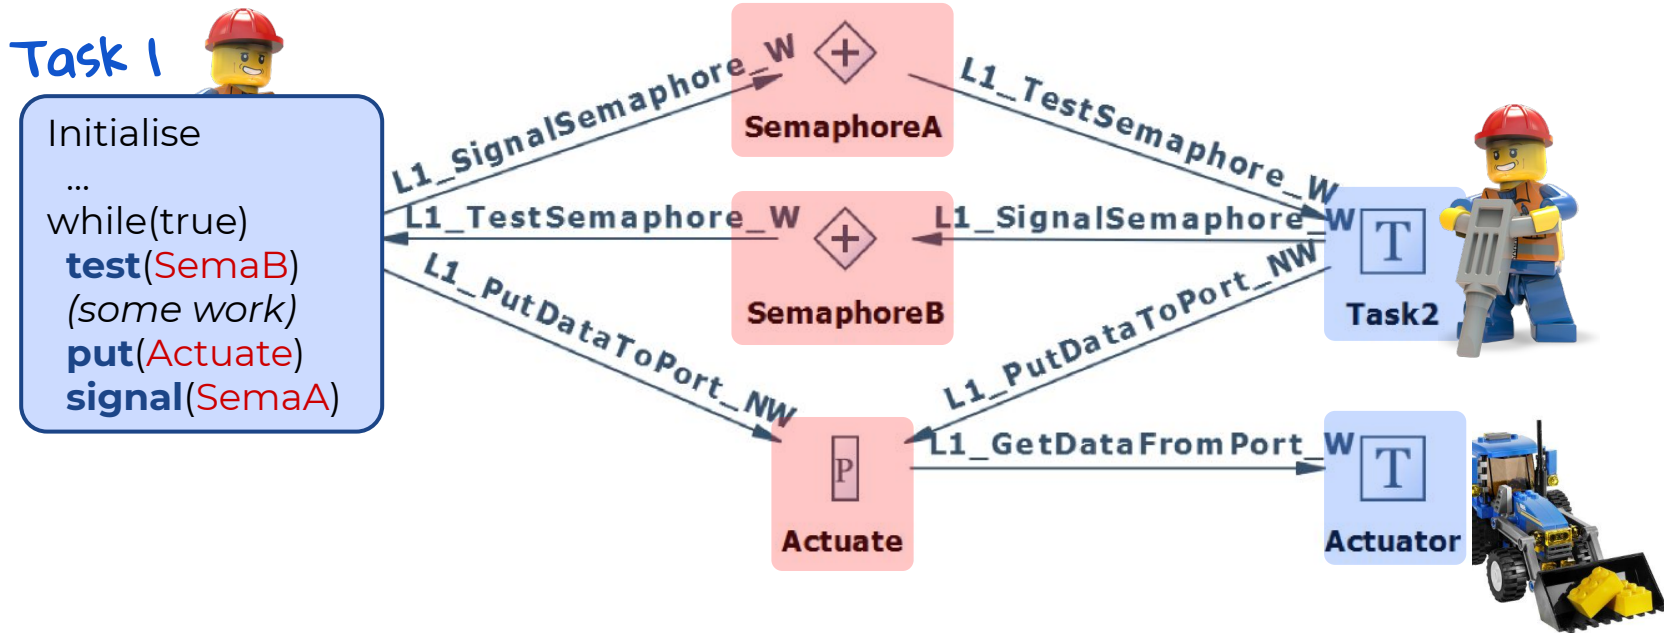 Task 1
Initialise
...
while(true)
test(SemaB)
(some work)
put(Actuate)
signal(SemaA)
L1_SignalSemaphore_W
SemaphoreA
L1_TestSemaphore_W
L1_TestSemaphore_W
SemaphoreB
L1_SignalSemaphore_W
T
Task2
L1_PutDataToPort_NW
L1_PutDataToPort_NW
P
Actuate
L1_GetDataFromPort_W
T
Actuator